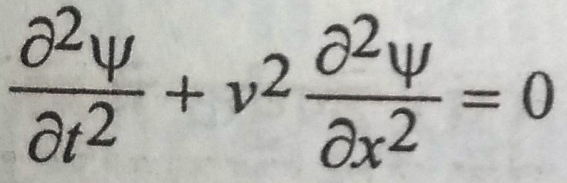 ∂²ψ/∂t² + v² ∂²ψ/∂x² = 0